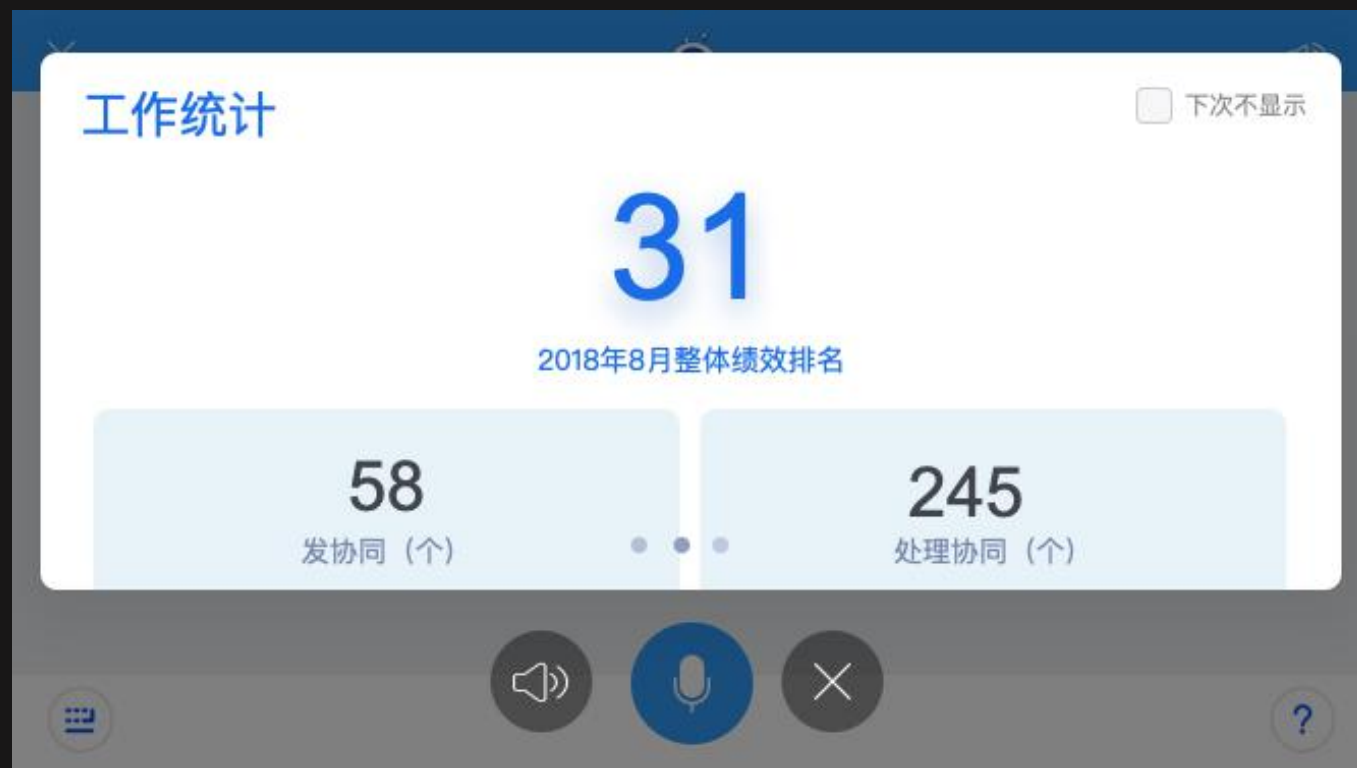 工作统计
下次不显示
31
2018年8月整体绩效排名
58
245
发协同（个）
处理协同（个）
?